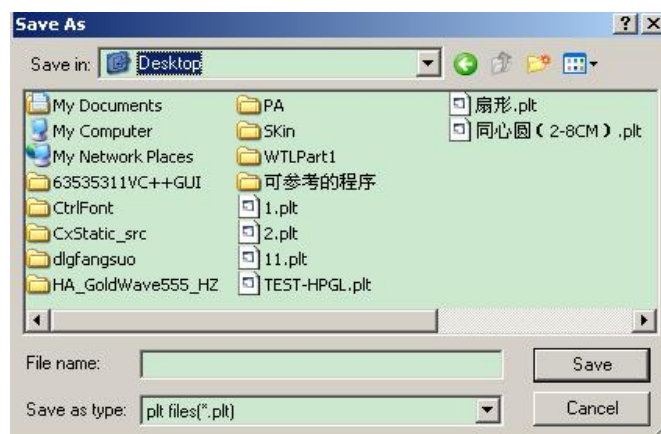 Save As
Save in: Desktop
My Documents
My Computer
My Network Places
63535311VC++GUI
CtrlFont
CxStatic_src
dlgfangsuo
HA_GoldWave555_HZ
PA
SKin
WTLPart1
可参考的程序
1.plt
2.plt
11.plt
TEST-HPGL.plt
扇形.plt
同心圆(2-8CM).plt
File name:
Save
Save as type: plt files(*.plt)
Cancel